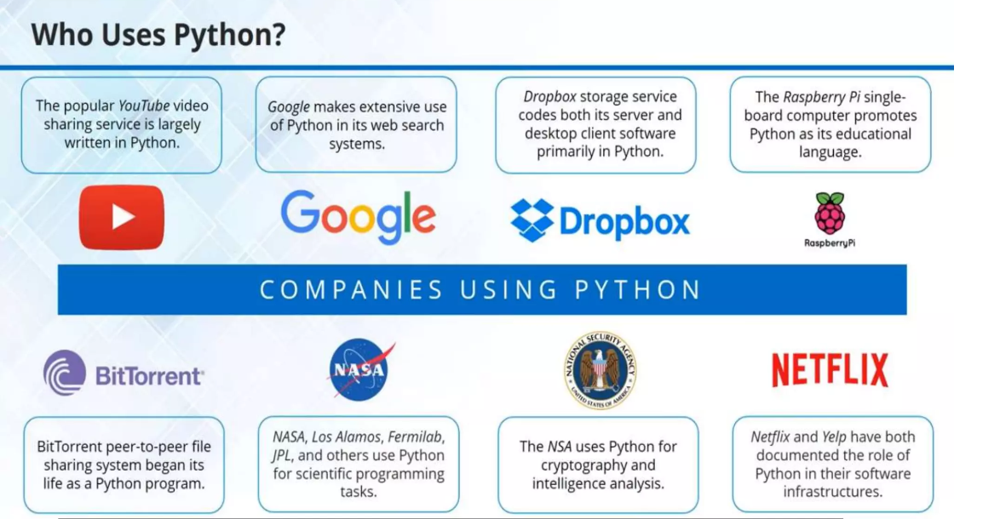 Who Uses Python?
The popular YouTube video
sharing service is largely
written in Python.
Google makes extensive use
of Python in its web search
systems.
Dropbox storage service
codes both its server and
desktop client software
primarily in Python.
The Raspberry Pi single-
board computer promotes
Python as its educational
language.
Google
Dropbox
RaspberryPi
COMPANIES USING PYTHON
BitTorrent®
NASA
NATIONAL SECURITY AGENCY
UNITED STATES OF AMERICA
NETFLIX
BitTorrent peer-to-peer file
sharing system began its
life as a Python program.
NASA, Los Alamos, Fermilab,
JPL, and others use Python
for scientific programming
tasks.
The NSA uses Python for
cryptography and
intelligence analysis.
Netflix and Yelp have both
documented the role of
Python in their software
infrastructures.